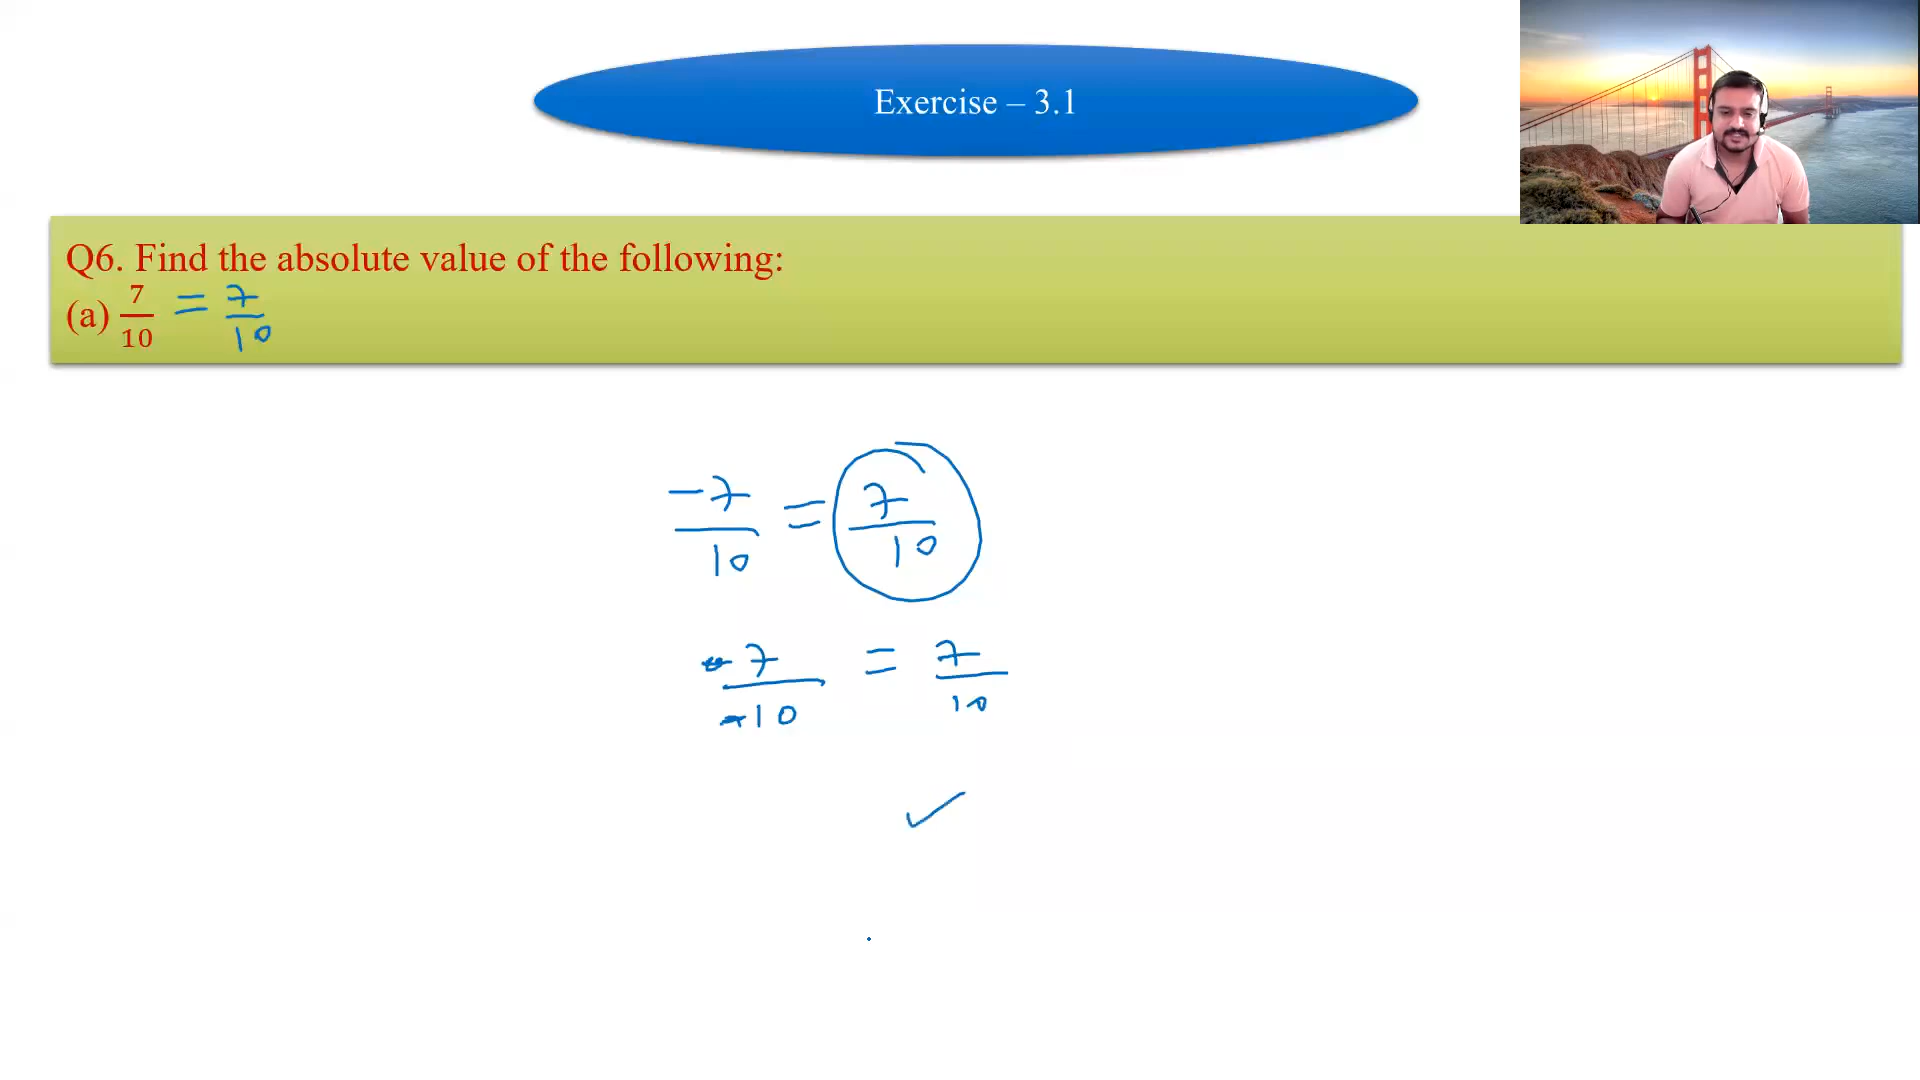 Exercise – 3.1
Q6. Find the absolute value of the following:
(a) 7/10 = 7/10
-7/10 = 7/10
-7/-10 = 7/10